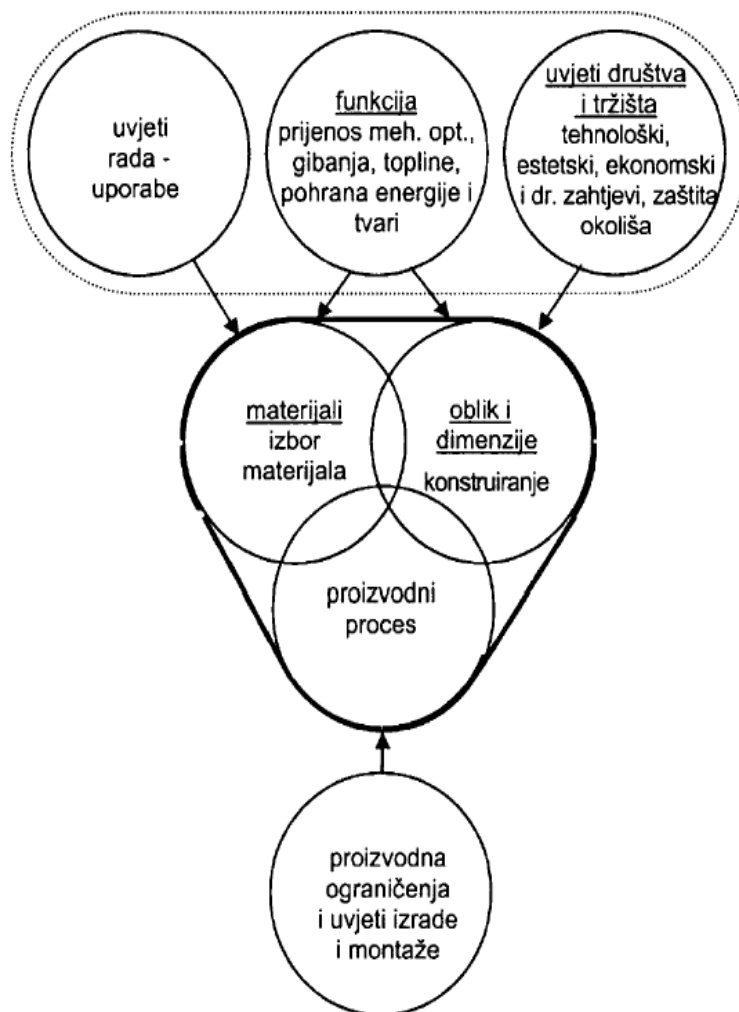 uvjeti
rada -
uporabe
funkcija
prijenos meh. opt.,
gibanja, topline,
pohrana energije i
tvari
uvjeti društva
i tržišta
tehnološki,
estetski, ekonomski
i dr. zahtjevi, zaštita
okoliša
materijali
izbor
materijala
oblik i
dimenzije
konstruiranje
proizvodni
proces
proizvodna
ograničenja
i uvjeti izrade
i montaže